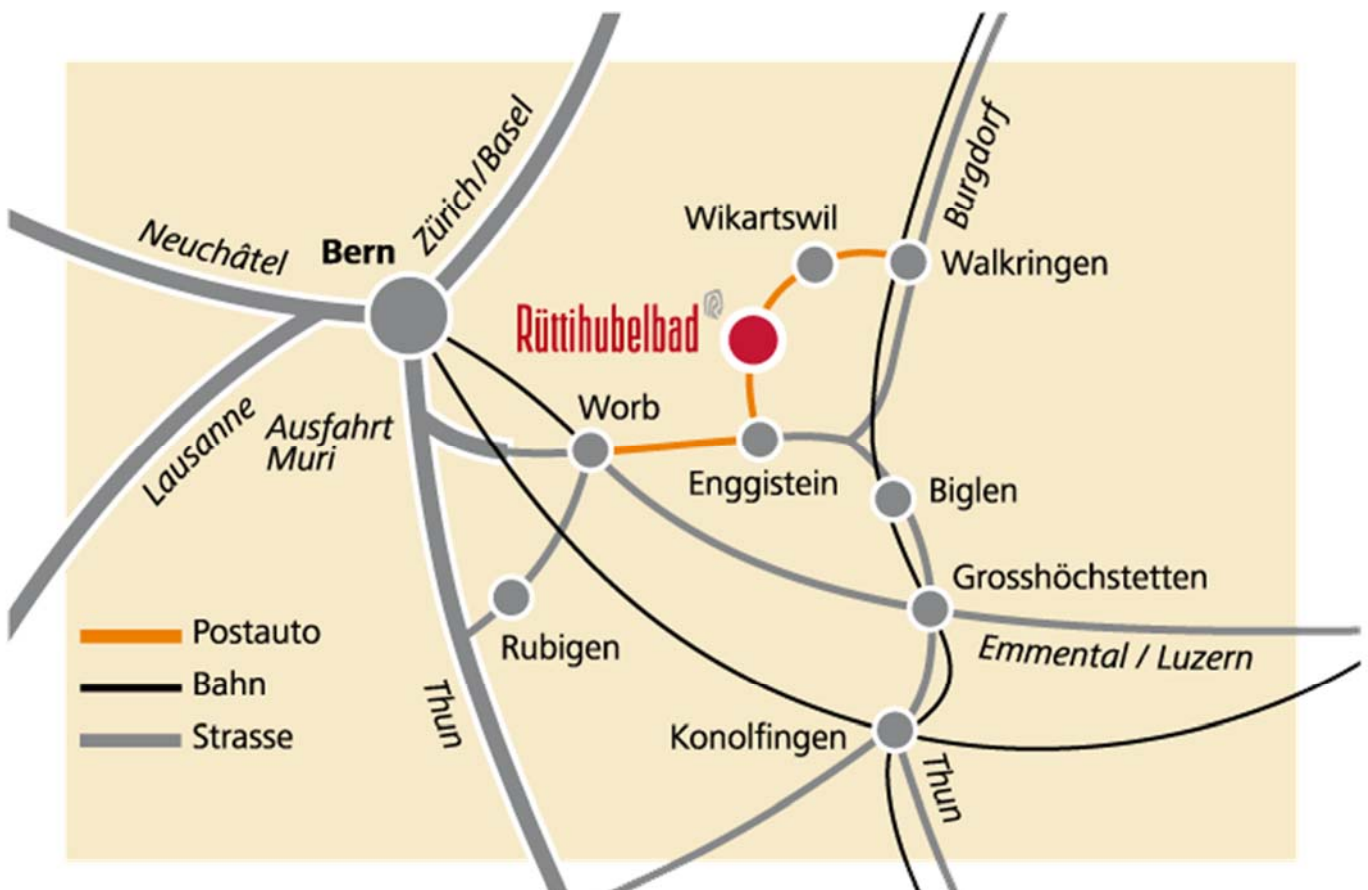 Zürich/Basel
Burgdorf
Neuchâtel
Bern
Wikartswil
Walkringen
Rüttihubelbad
Lausanne
Ausfahrt
Muri
Worb
Enggistein
Biglen
Grosshöchstetten
Postauto
Rubigen
Emmental / Luzern
Bahn
Thun
Strasse
Konolfingen
Thun